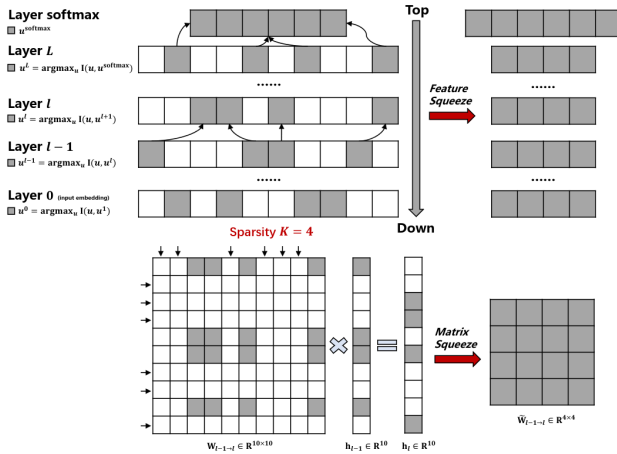 Layer softmax
u^softmax
Top
Layer L
u^L = argmax_u I(u, u^softmax)
......
......
Layer l
u^l = argmax_u I(u, u^{l+1})
Feature
Squeeze
Layer l − 1
u^{l−1} = argmax_u I(u, u^l)
......
......
Layer 0 (input embedding)
u^0 = argmax_u I(u, u^1)
Sparsity K = 4
Down
Matrix
Squeeze
W_{l−1→l} ∈ R^{10×10}
h_{l−1} ∈ R^{10}
h_l ∈ R^{10}
W̃_{l−1→l} ∈ R^{4×4}